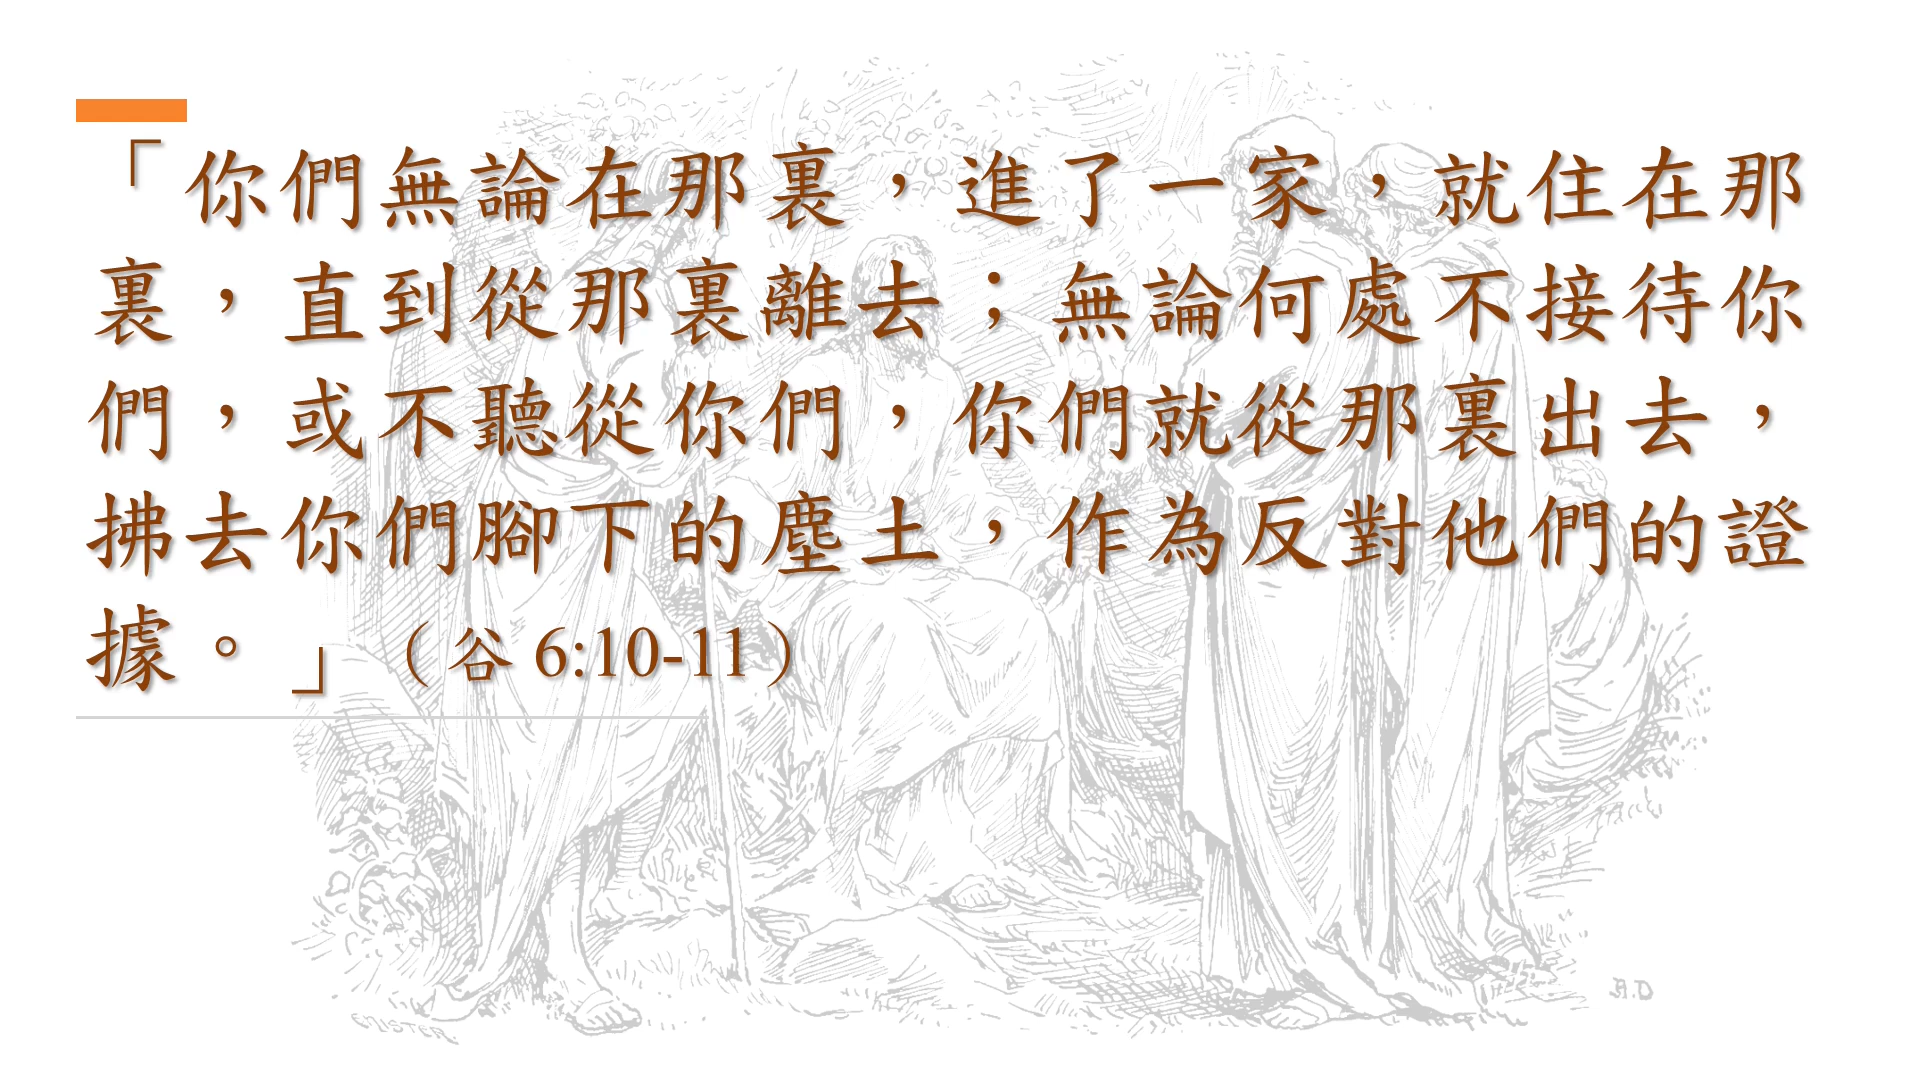 「你們無論在那裏，進了一家，就住在那
裏，直到從那裏離去；無論何處不接待你
們，或不聽從你們，你們就從那裏出去，
拂去你們腳下的塵土，作為反對他們的證
據。」（谷 6:10-11）
A.D